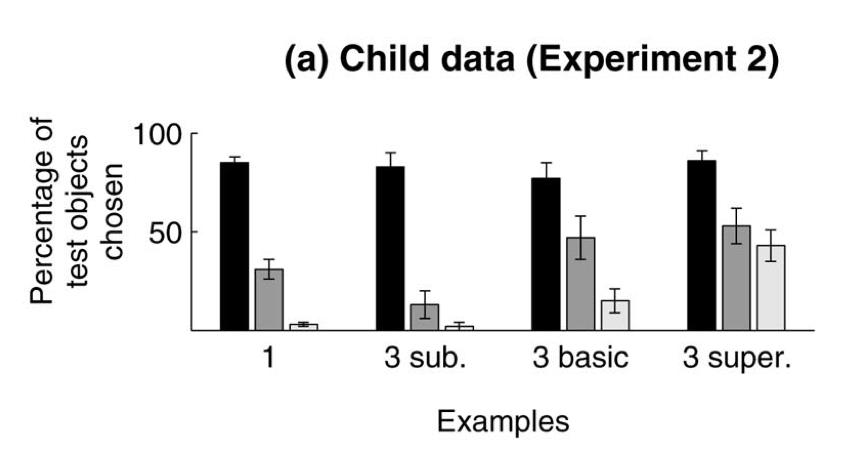 (a) Child data (Experiment 2)
Percentage of
test objects
chosen
100
50
1 3 sub. 3 basic 3 super.
Examples